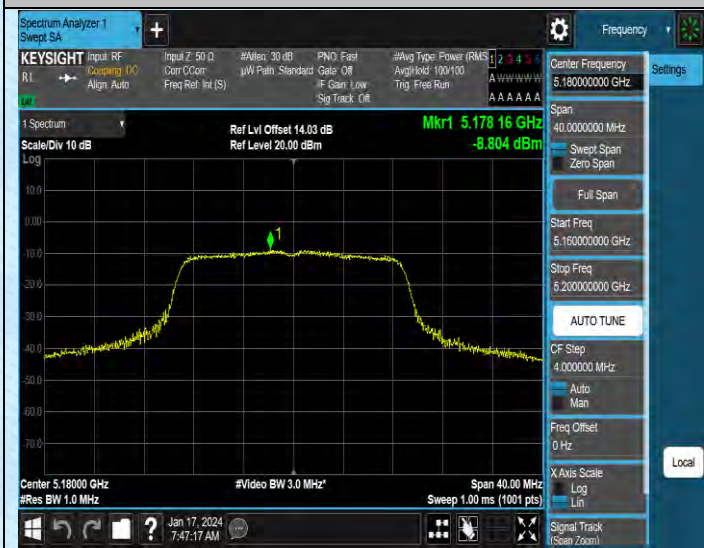 Spectrum Analyzer 1
Swept SA
+
Frequency
KEYSIGHT
RL
Input: RF
Coupling: DC
Align: Auto
Input Z: 50 Ω
Corr CCorr
Freq Ref: Int (S)
#Atten: 30 dB
µW Path: Standard
PNO: Fast
Gate: Off
IF Gain: Low
Sig Track: Off
#Avg Type: Power (RMS
Avg|Hold: 100/100
Trig: Free Run
1 2 3 4 5 6
A WWWWW
A A A A A A
Center Frequency
5.180000000 GHz
Settings
Span
40.0000000 MHz
Swept Span
Zero Span
Full Span
Start Freq
5.160000000 GHz
Stop Freq
5.200000000 GHz
AUTO TUNE
CF Step
4.000000 MHz
Auto
Man
Freq Offset
0 Hz
X Axis Scale
Log
Lin
Signal Track
(Span Zoom)
Local
1 Spectrum
Scale/Div 10 dB
Ref Lvl Offset 14.03 dB
Ref Level 20.00 dBm
Mkr1 5.178 16 GHz
-8.804 dBm
Log
10.0
0.00
-10.0
-20.0
-30.0
-40.0
-50.0
-60.0
-70.0
1
Center 5.18000 GHz
#Res BW 1.0 MHz
#Video BW 3.0 MHz*
Span 40.00 MHz
Sweep 1.00 ms (1001 pts)
?
Jan 17, 2024
7:47:17 AM